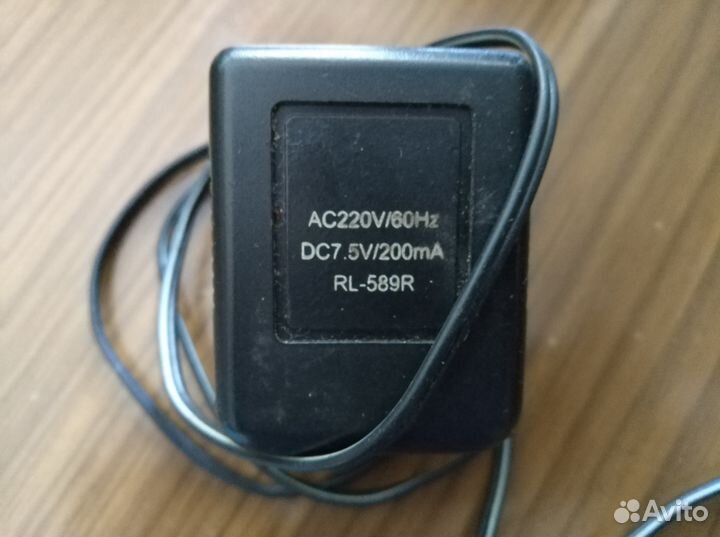 AC220V/60Hz
DC7.5V/200mA
RL-589R
Avito